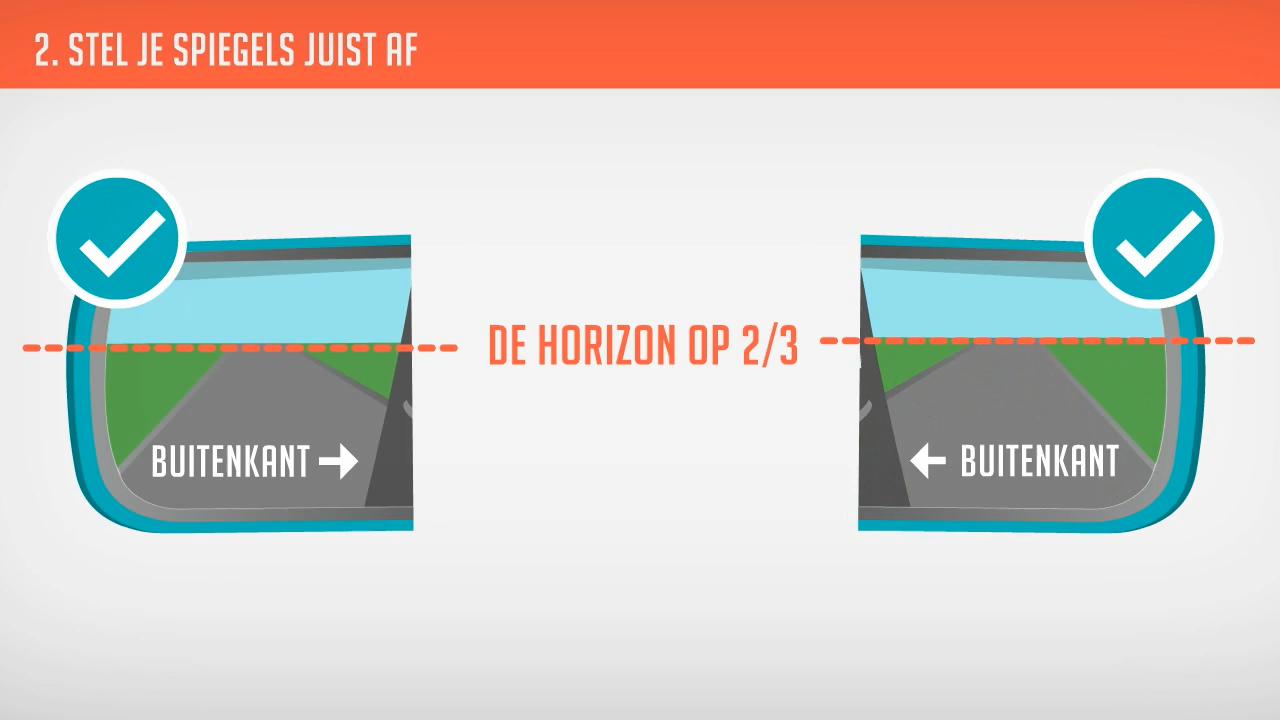 2. STEL JE SPIEGELS JUIST AF
DE HORIZON OP 2/3
BUITENKANT
BUITENKANT